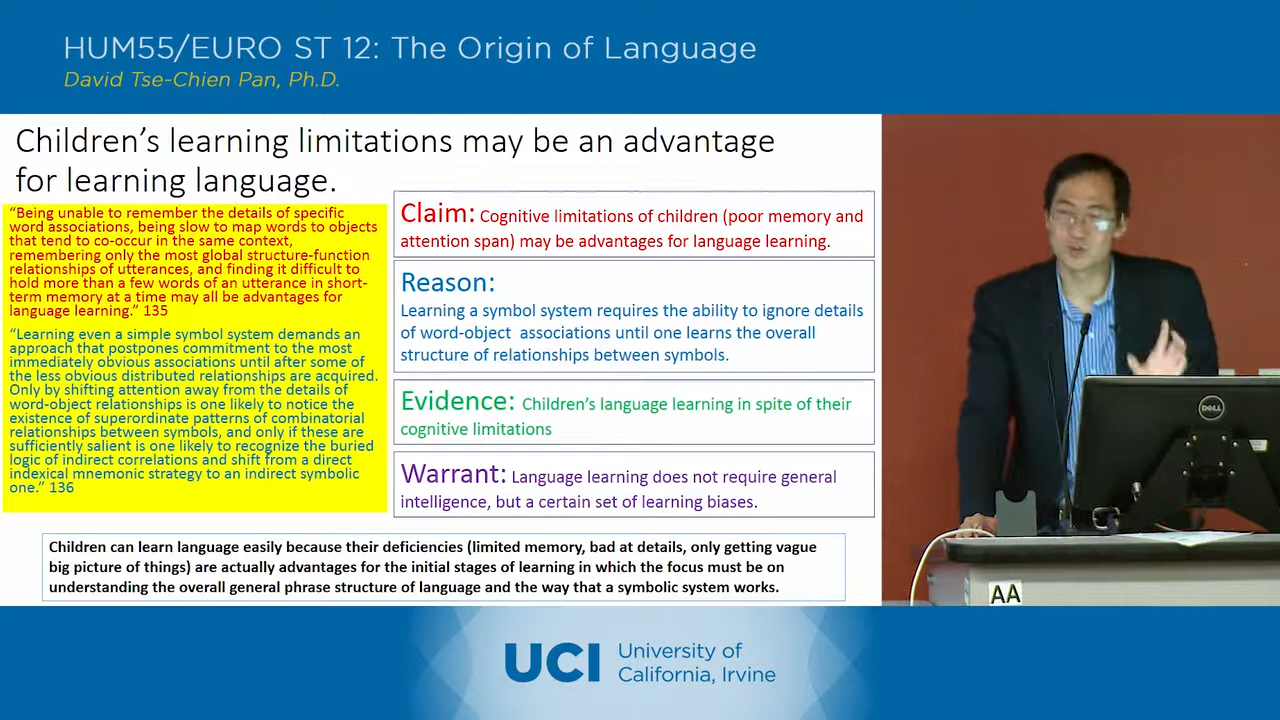 HUM55/EURO ST 12: The Origin of Language
David Tse-Chien Pan, Ph.D.
Children’s learning limitations may be an advantage
for learning language.
“Being unable to remember the details of specific
word associations, being slow to map words to objects
that tend to co-occur in the same context,
remembering only the most global structure-function
relationships of utterances, and finding it difficult to
hold more than a few words of an utterance in short-
term memory at a time may all be advantages for
language learning.” 135
“Learning even a simple symbol system demands an
approach that postpones commitment to the most
immediately obvious associations until after some of
the less obvious distributed relationships are acquired.
Only by shifting attention away from the details of
word-object relationships is one likely to notice the
existence of superordinate patterns of combinatorial
relationships between symbols, and only if these are
sufficiently salient is one likely to recognize the buried
logic of indirect correlations and shift from a direct
indexical mnemonic strategy to an indirect symbolic
one.” 136
Claim: Cognitive limitations of children (poor memory and
attention span) may be advantages for language learning.
Reason:
Learning a symbol system requires the ability to ignore details
of word-object associations until one learns the overall
structure of relationships between symbols.
Evidence: Children’s language learning in spite of their
cognitive limitations
Warrant: Language learning does not require general
intelligence, but a certain set of learning biases.
Children can learn language easily because their deficiencies (limited memory, bad at details, only getting vague
big picture of things) are actually advantages for the initial stages of learning in which the focus must be on
understanding the overall general phrase structure of language and the way that a symbolic system works.
DELL
AA
UCI University of
California, Irvine